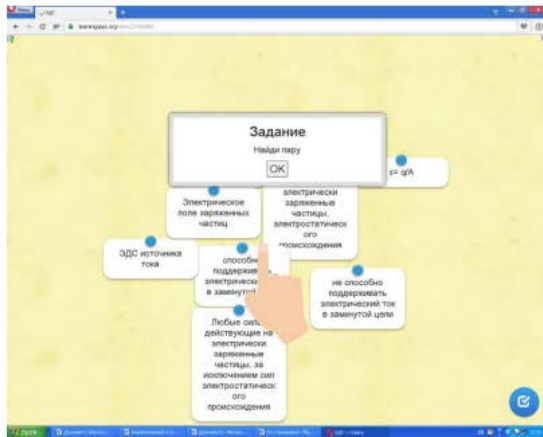 Задание
Найди пару
OK
ε= q/A
Электрическое
поле заряженных
частиц
электрически
заряженные
частицы,
электростатическ
ого
происхождения
ЭДС источника
тока
способно
поддерживать
электрический
в замкнутой
не способно
поддерживать
электрический ток
в замкнутой цепи
Любые силы
действующие на
электрически
заряженные
частицы, за
исключением сил
электростатическ
ого
происхождения